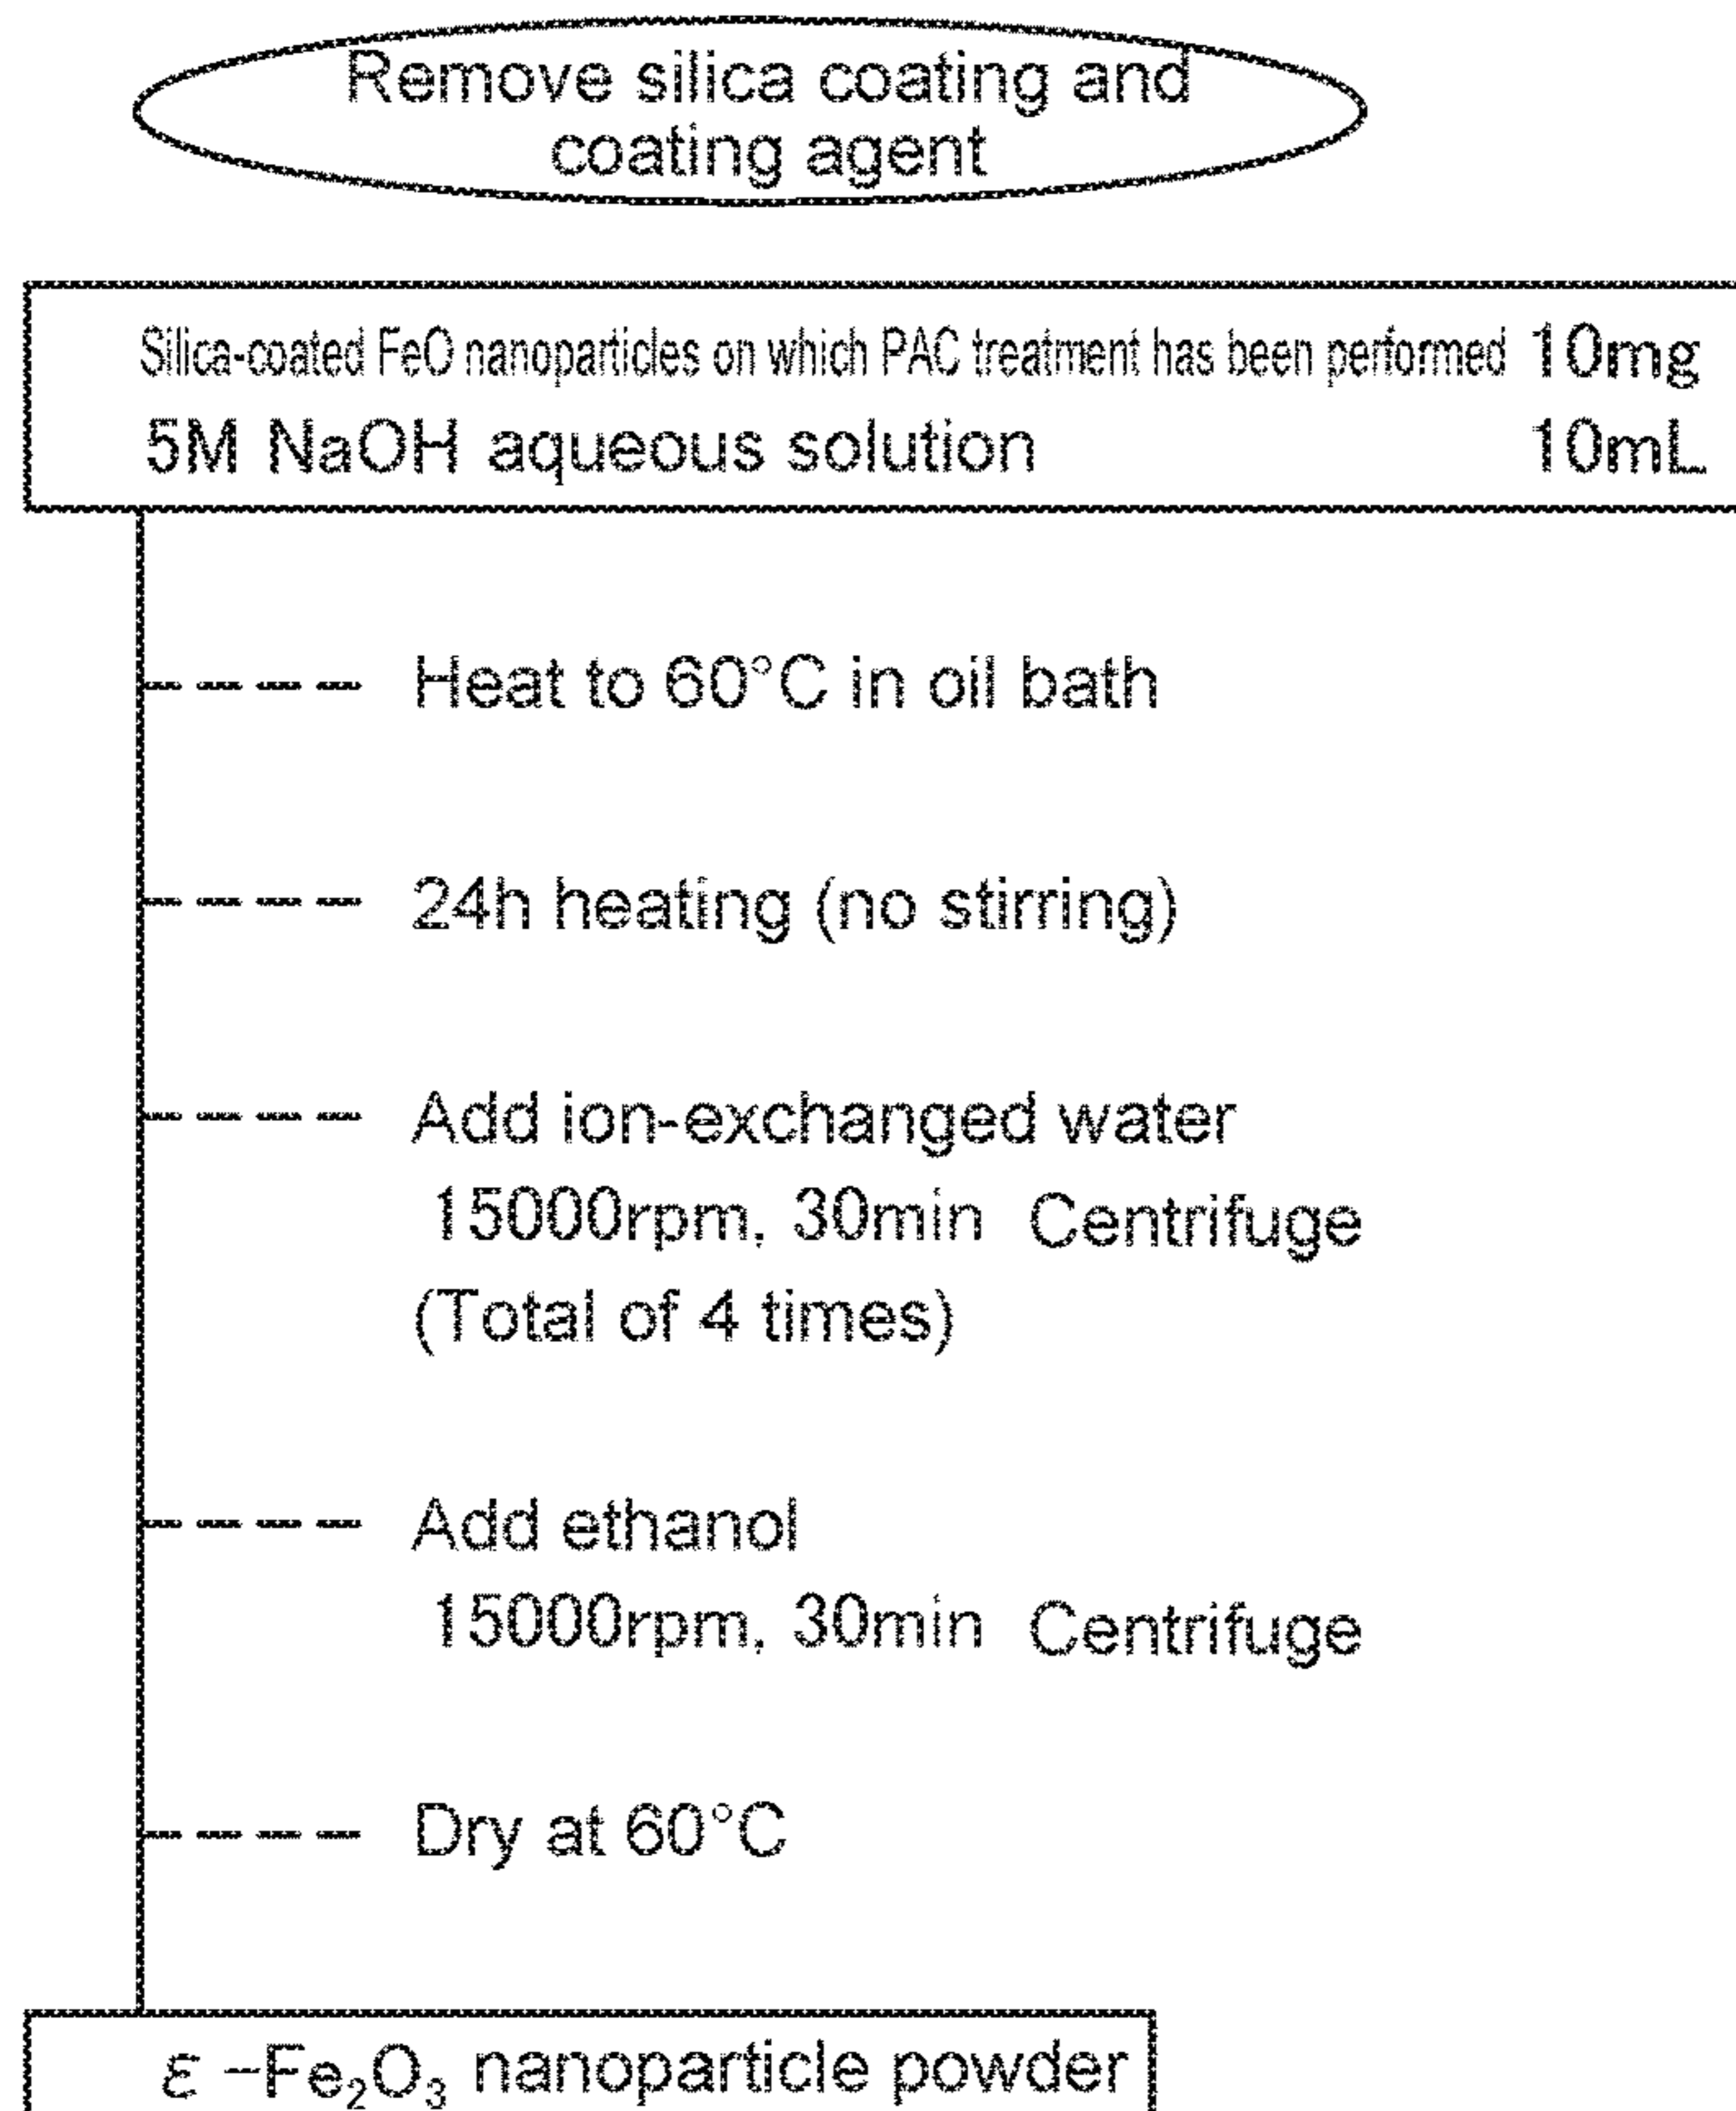 Remove silica coating and
coating agent
Silica-coated FeO nanoparticles on which PAC treatment has been performed 10mg
5M NaOH aqueous solution 10mL
Heat to 60°C in oil bath
24h heating (no stirring)
Add ion-exchanged water
15000rpm, 30min Centrifuge
(Total of 4 times)
Add ethanol
15000rpm, 30min Centrifuge
Dry at 60°C
ε-Fe₂O₃ nanoparticle powder